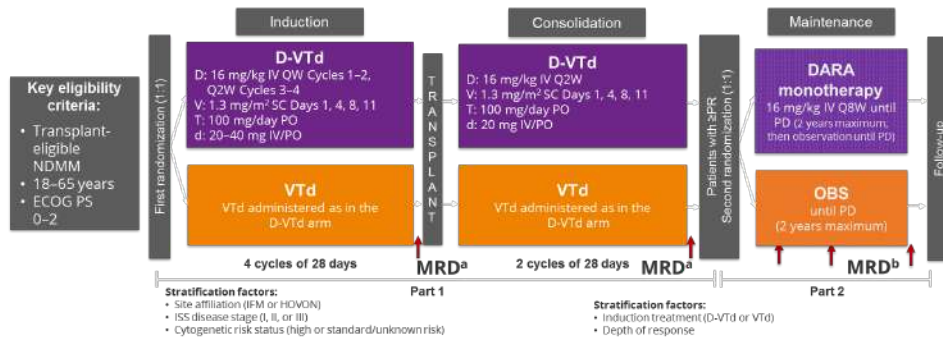 Induction
Consolidation
Maintenance
Key eligibility
criteria:
• Transplant-
eligible
NDMM
• 18–65 years
• ECOG PS
0–2
First randomization (1:1)
D-VTd
D: 16 mg/kg IV QW Cycles 1–2,
Q2W Cycles 3–4
V: 1.3 mg/m² SC Days 1, 4, 8, 11
T: 100 mg/day PO
d: 20–40 mg IV/PO
VTd
VTd administered as in the
D-VTd arm
TRANSPLANT
D-VTd
D: 16 mg/kg IV Q2W
V: 1.3 mg/m² SC Days 1, 4, 8, 11
T: 100 mg/day PO
d: 20 mg IV/PO
VTd
VTd administered as in the
D-VTd arm
Patients with ≥PR
Second randomization (1:1)
DARA
monotherapy
16 mg/kg IV Q8W until
PD (2 years maximum,
then observation until PD)
OBS
until PD
(2 years maximum)
Follow up
4 cycles of 28 days
MRDᵃ
2 cycles of 28 days
MRDᵃ
MRDᵇ
Part 1
Part 2
Stratification factors:
• Site affiliation (IFM or HOVON)
• ISS disease stage (I, II, or III)
• Cytogenetic risk status (high or standard/unknown risk)
Stratification factors:
• Induction treatment (D-VTd or VTd)
• Depth of response